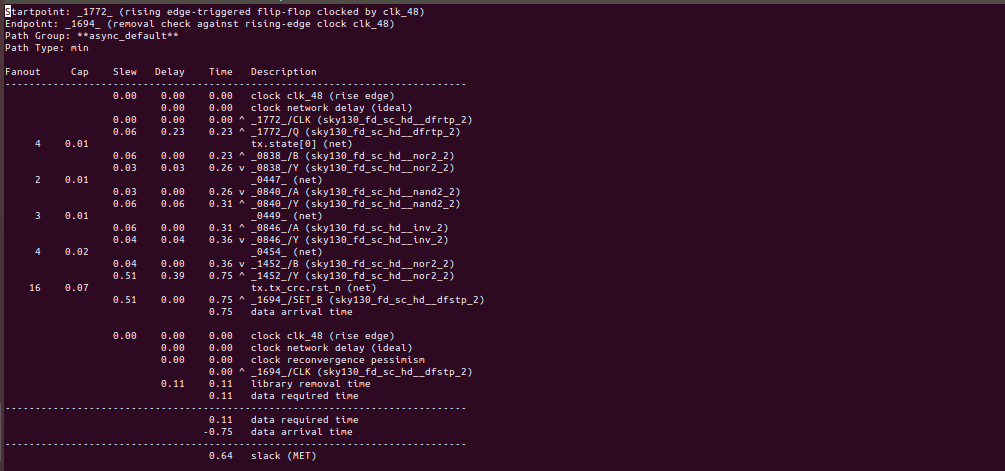 Startpoint: _1772_ (rising edge-triggered flip-flop clocked by clk_48)
Endpoint: _1694_ (removal check against rising-edge clock clk_48)
Path Group: **async_default**
Path Type: min
Fanout     Cap    Slew   Delay    Time   Description
-----------------------------------------------------------------------------
                  0.00    0.00    0.00   clock clk_48 (rise edge)
                          0.00    0.00   clock network delay (ideal)
                  0.00    0.00    0.00 ^ _1772_/CLK (sky130_fd_sc_hd__dfrtp_2)
                  0.06    0.23    0.23 ^ _1772_/Q (sky130_fd_sc_hd__dfrtp_2)
     4    0.01                           tx.state[0] (net)
                  0.06    0.00    0.23 ^ _0838_/B (sky130_fd_sc_hd__nor2_2)
                  0.03    0.03    0.26 v _0838_/Y (sky130_fd_sc_hd__nor2_2)
     2    0.01                           _0447_ (net)
                  0.03    0.00    0.26 v _0840_/A (sky130_fd_sc_hd__nand2_2)
                  0.06    0.06    0.31 ^ _0840_/Y (sky130_fd_sc_hd__nand2_2)
     3    0.01                           _0449_ (net)
                  0.06    0.00    0.31 ^ _0846_/A (sky130_fd_sc_hd__inv_2)
                  0.04    0.04    0.36 v _0846_/Y (sky130_fd_sc_hd__inv_2)
     4    0.02                           _0454_ (net)
                  0.04    0.00    0.36 v _1452_/B (sky130_fd_sc_hd__nor2_2)
                  0.51    0.39    0.75 ^ _1452_/Y (sky130_fd_sc_hd__nor2_2)
    16    0.07                           tx.tx_crc.rst_n (net)
                  0.51    0.00    0.75 ^ _1694_/SET_B (sky130_fd_sc_hd__dfstp_2)
                                  0.75   data arrival time
                  0.00    0.00    0.00   clock clk_48 (rise edge)
                          0.00    0.00   clock network delay (ideal)
                          0.00    0.00   clock reconvergence pessimism
                                  0.00 ^ _1694_/CLK (sky130_fd_sc_hd__dfstp_2)
                          0.11    0.11   library removal time
                                  0.11   data required time
-----------------------------------------------------------------------------
                                  0.11   data required time
                                 -0.75   data arrival time
-----------------------------------------------------------------------------
                                  0.64   slack (MET)